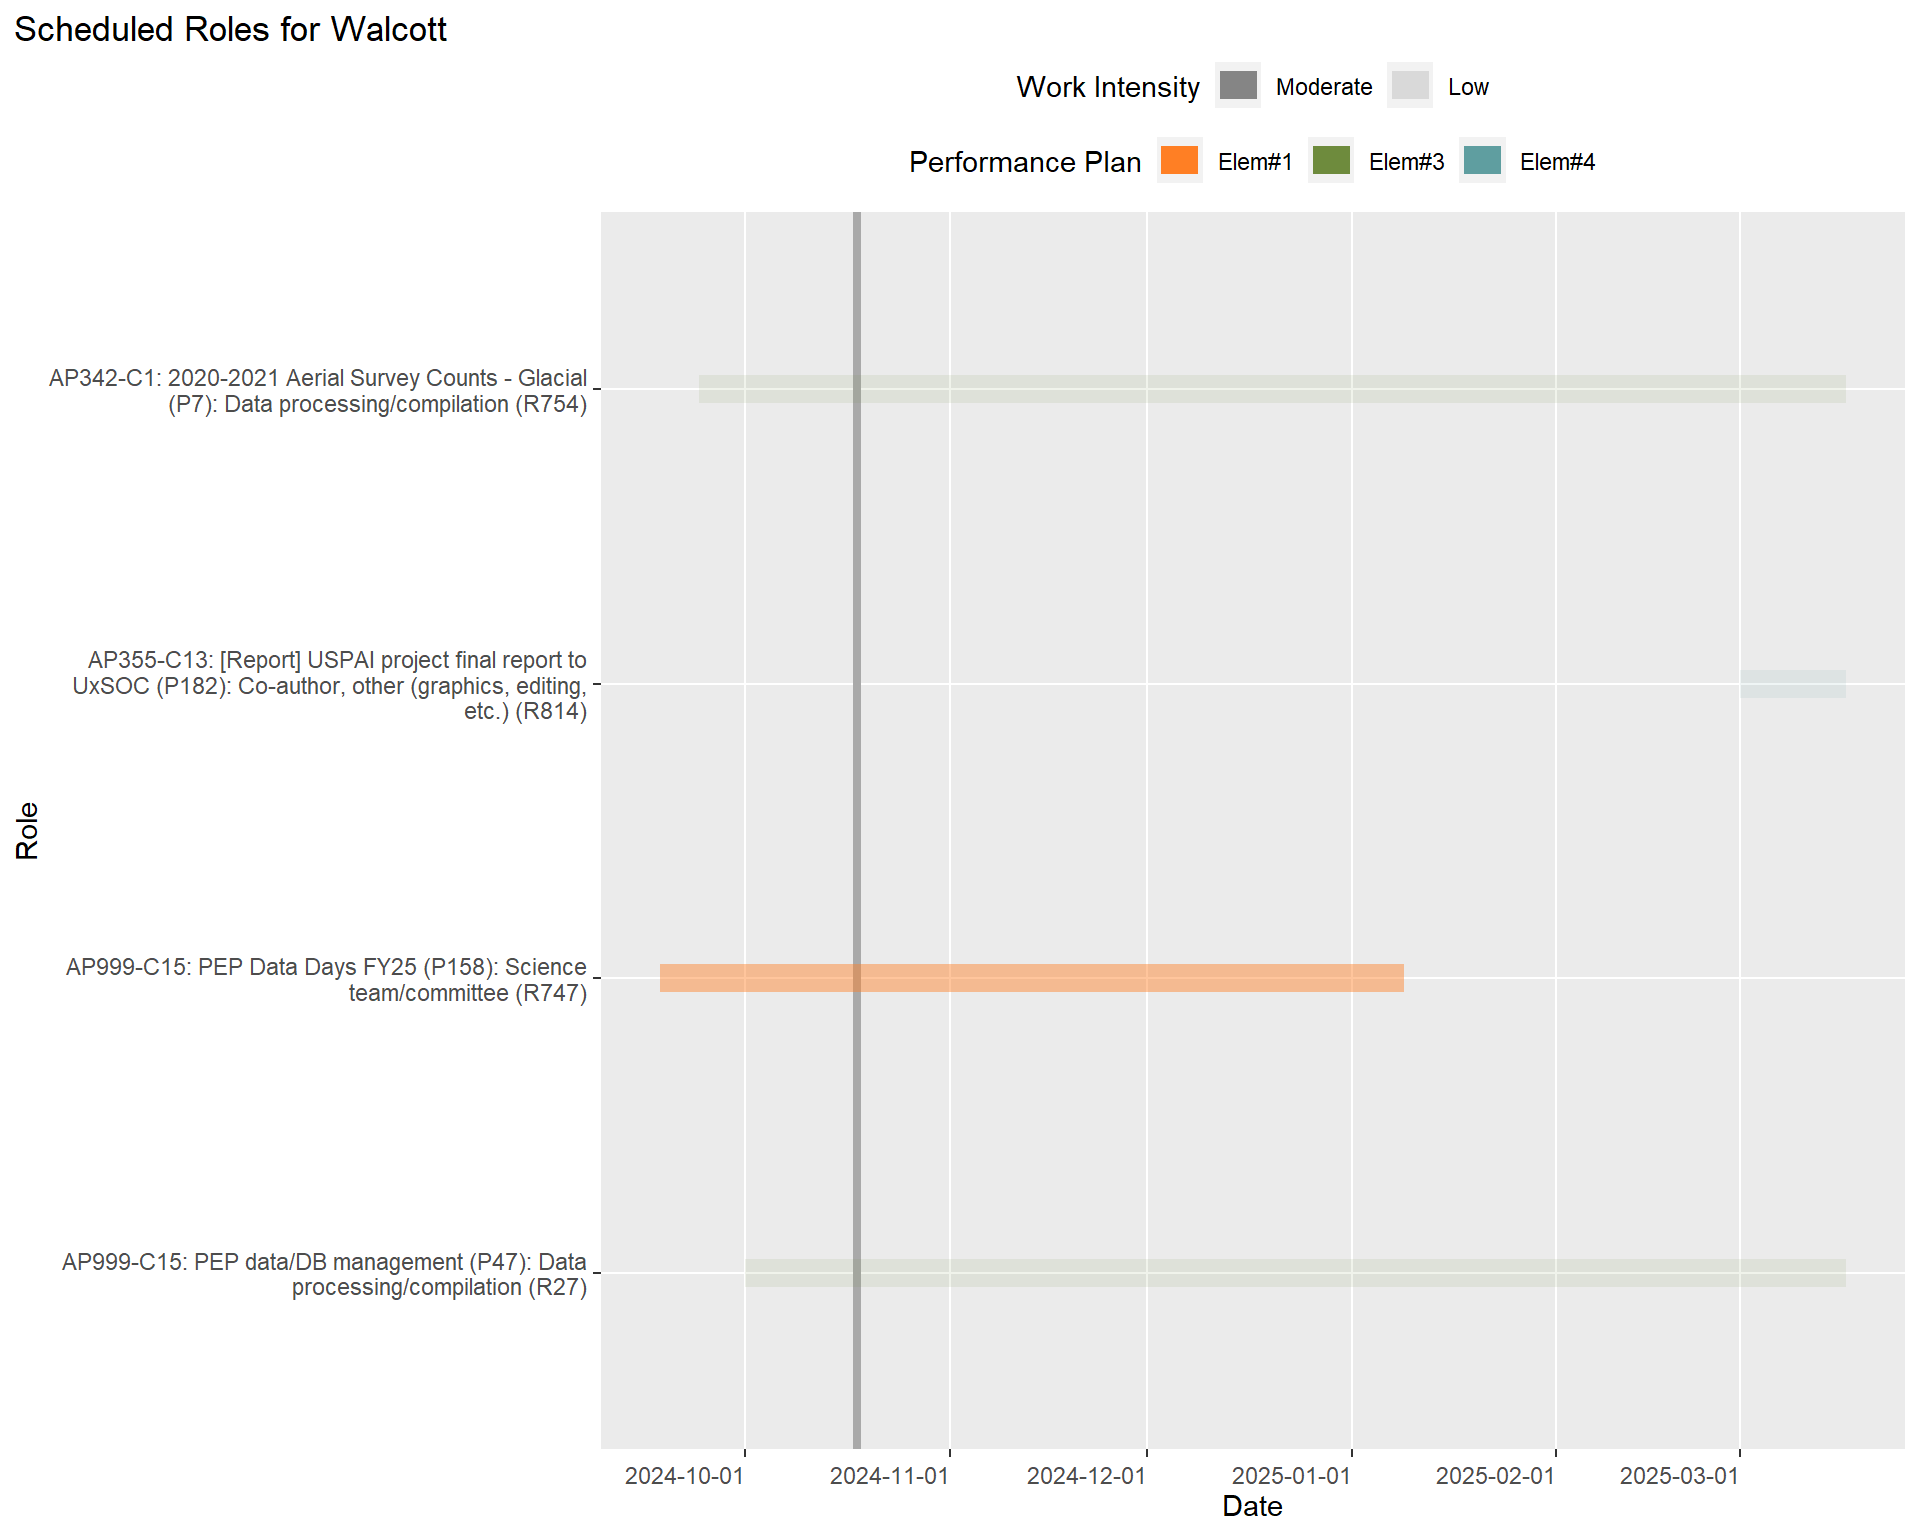 Scheduled Roles for Walcott
Work Intensity Moderate Low
Performance Plan Elem#1 Elem#3 Elem#4
AP342-C1: 2020-2021 Aerial Survey Counts - Glacial
(P7): Data processing/compilation (R754)
AP355-C13: [Report] USPAI project final report to
UxSOC (P182): Co-author, other (graphics, editing,
etc.) (R814)
Role
AP999-C15: PEP Data Days FY25 (P158): Science
team/committee (R747)
AP999-C15: PEP data/DB management (P47): Data
processing/compilation (R27)
2024-10-01 2024-11-01 2024-12-01 2025-01-01 2025-02-01 2025-03-01
Date